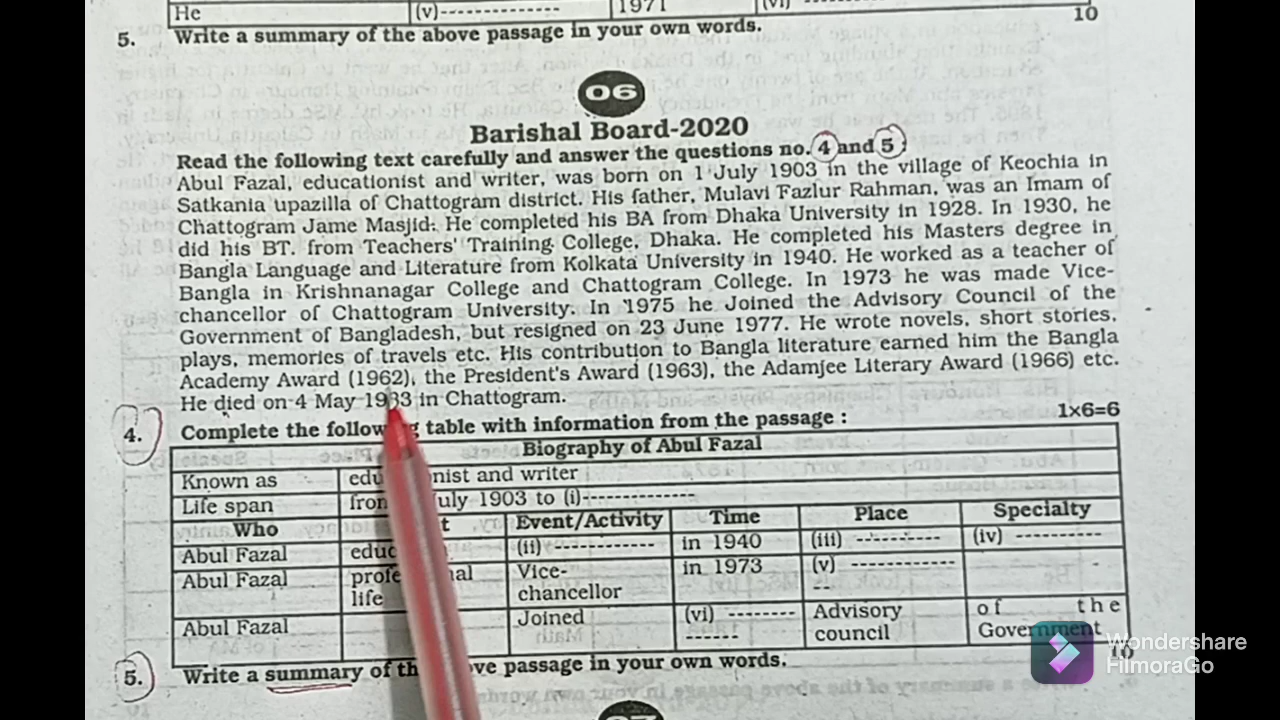 He (v)-------------- 1971 (vi)
5. Write a summary of the above passage in your own words. 10
06
Barishal Board-2020
Read the following text carefully and answer the questions no. 4 and 5 :
Abul Fazal, educationist and writer, was born on 1 July 1903 in the village of Keochia in
Satkania upazilla of Chattogram district. His father, Mulavi Fazlur Rahman, was an Imam of
Chattogram Jame Masjid. He completed his BA from Dhaka University in 1928. In 1930, he
did his BT. from Teachers' Training College, Dhaka. He completed his Masters degree in
Bangla Language and Literature from Kolkata University in 1940. He worked as a teacher of
Bangla in Krishnanagar College and Chattogram College. In 1973 he was made Vice-
chancellor of Chattogram University. In 1975 he Joined the Advisory Council of the
Government of Bangladesh, but resigned on 23 June 1977. He wrote novels, short stories,
plays, memories of travels etc. His contribution to Bangla literature earned him the Bangla
Academy Award (1962), the President's Award (1963), the Adamjee Literary Award (1966) etc.
He died on 4 May 1983 in Chattogram.
4. Complete the following table with information from the passage : 1×6=6
Biography of Abul Fazal
Known as educationist and writer
Life span from July 1903 to (i)--------------
Who Event/Activity Time Place Specialty
Abul Fazal (ii) ------------ in 1940 (iii) --------- (iv) ----------
Abul Fazal life Vice- in 1973 (v) ------------ -
chancellor --
Abul Fazal Joined (vi) -------- Advisory of the
------ council Government
5. Write a summary of the above passage in your own words. 10
Wondershare
FilmoraGo